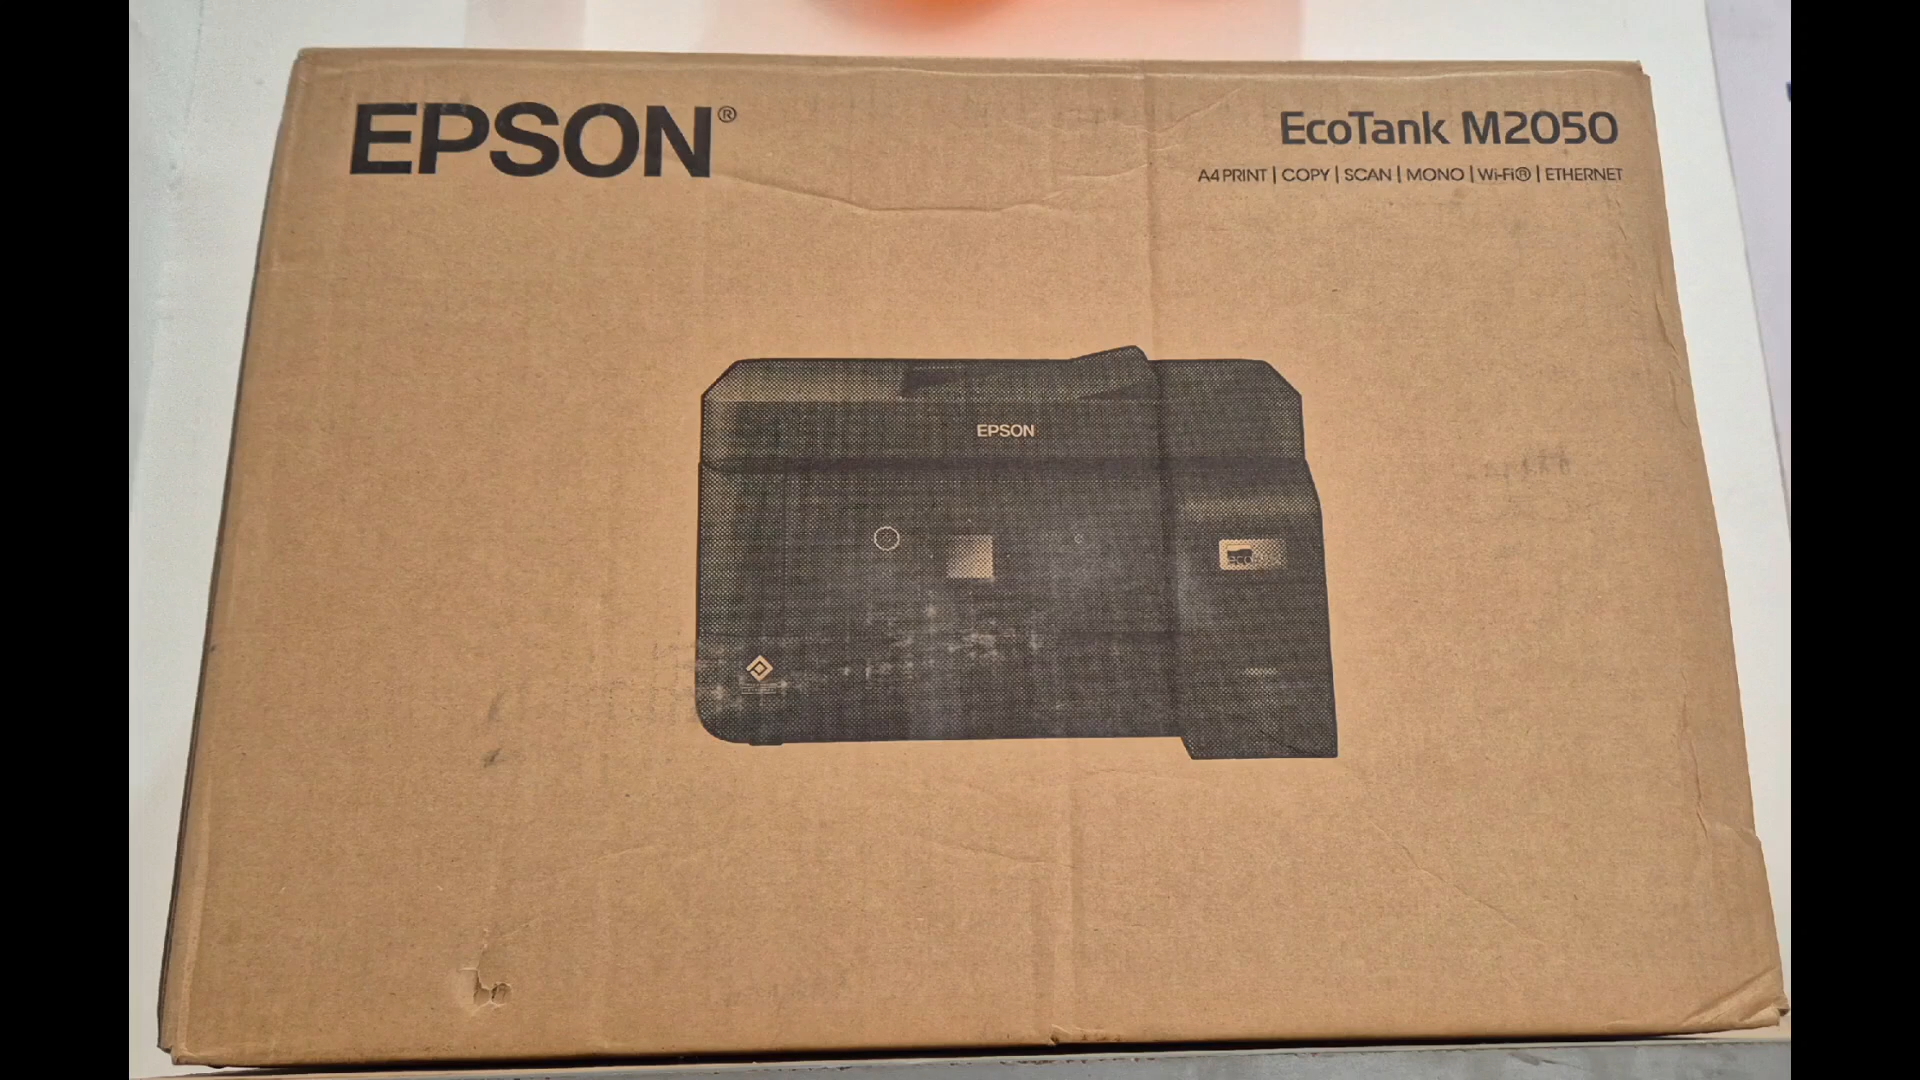 EPSON®
EcoTank M2050
A4 PRINT | COPY | SCAN | MONO | Wi-Fi® | ETHERNET
EPSON